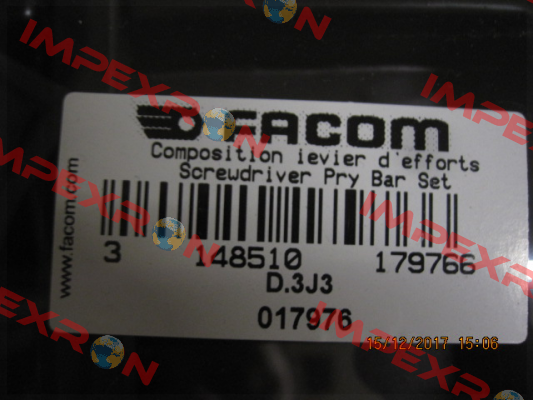 FACOM
Composition levier d'efforts
Screwdriver Pry Bar Set
3 148510 179766
D.3J3
017976
www.facom.com
15/12/2017 15:06
IMPEXRON
IMPEXRON
IMPEXRON
IMPEXRON